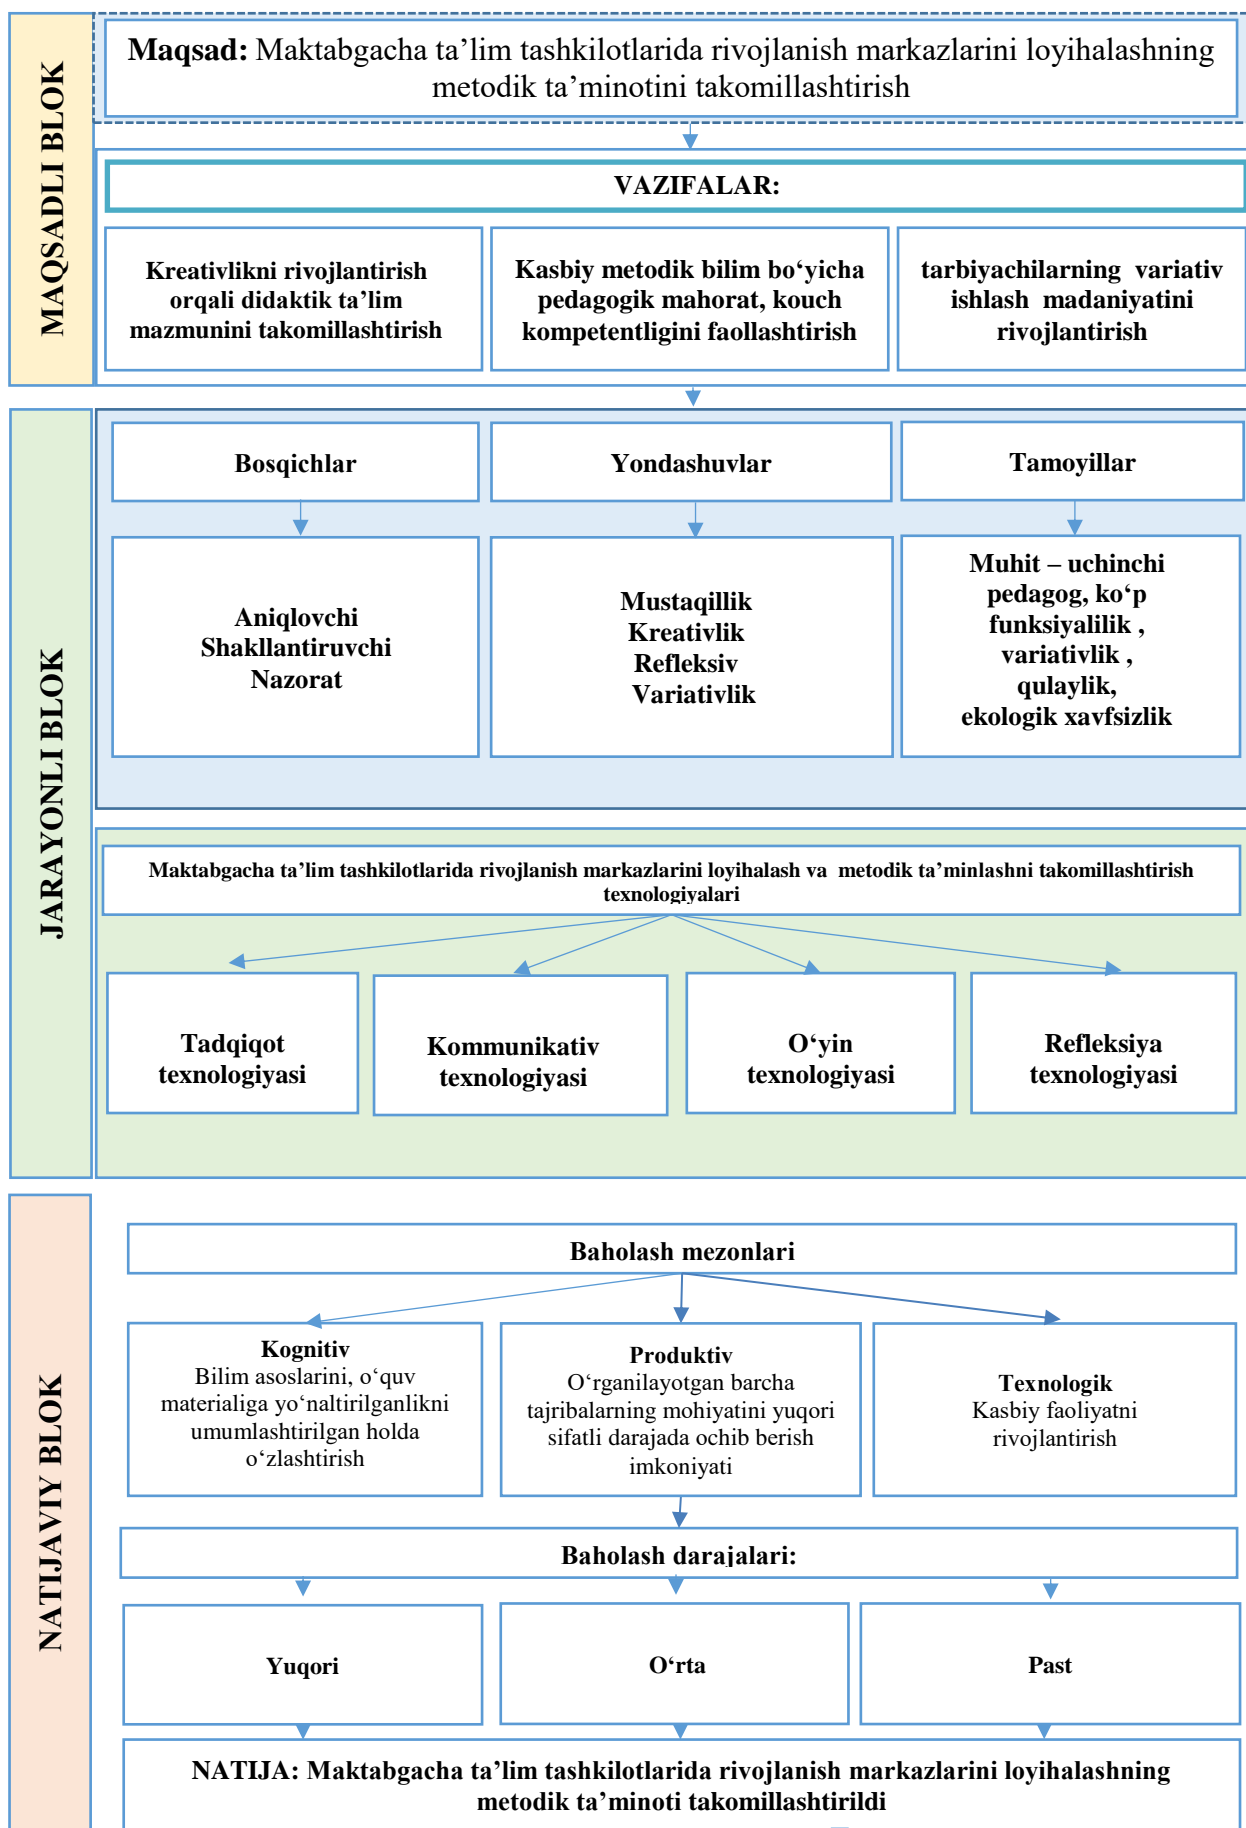 MAQSADLI BLOK
Maqsad: Maktabgacha ta’lim tashkilotlarida rivojlanish markazlarini loyihalashning
metodik ta’minotini takomillashtirish
VAZIFALAR:
Kreativlikni rivojlantirish
orqali didaktik ta’lim
mazmunini takomillashtirish
Kasbiy metodik bilim bo‘yicha
pedagogik mahorat, kouch
kompetentligini faollashtirish
tarbiyachilarning variativ
ishlash madaniyatini
rivojlantirish
JARAYONLI BLOK
Bosqichlar
Yondashuvlar
Tamoyillar
Aniqlovchi
Shakllantiruvchi
Nazorat
Mustaqillik
Kreativlik
Refleksiv
Variativlik
Muhit – uchinchi
pedagog, ko‘p
funksiyalilik ,
variativlik ,
qulaylik,
ekologik xavfsizlik
Maktabgacha ta’lim tashkilotlarida rivojlanish markazlarini loyihalash va metodik ta’minlashni takomillashtirish
texnologiyalari
Tadqiqot
texnologiyasi
Kommunikativ
texnologiyasi
O‘yin
texnologiyasi
Refleksiya
texnologiyasi
NATIJAVIY BLOK
Baholash mezonlari
Kognitiv
Bilim asoslarini, o‘quv
materialiga yo‘naltirilganlikni
umumlashtirilgan holda
o‘zlashtirish
Produktiv
O‘rganilayotgan barcha
tajribalarning mohiyatini yuqori
sifatli darajada ochib berish
imkoniyati
Texnologik
Kasbiy faoliyatni
rivojlantirish
Baholash darajalari:
Yuqori
O‘rta
Past
NATIJA: Maktabgacha ta’lim tashkilotlarida rivojlanish markazlarini loyihalashning
metodik ta’minoti takomillashtirildi